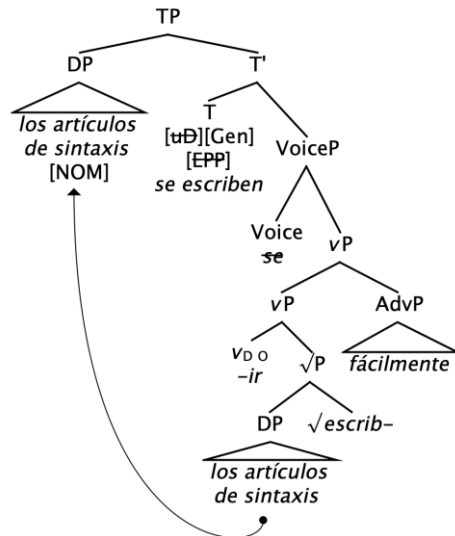 TP
DP T'
los artículos
de sintaxis
[NOM]
T
[uD][Gen]
[EPP]
se escriben
VoiceP
Voice
se
vP
vP AdvP
fácilmente
vD O
-ir
√P
DP √escrib-
los artículos
de sintaxis